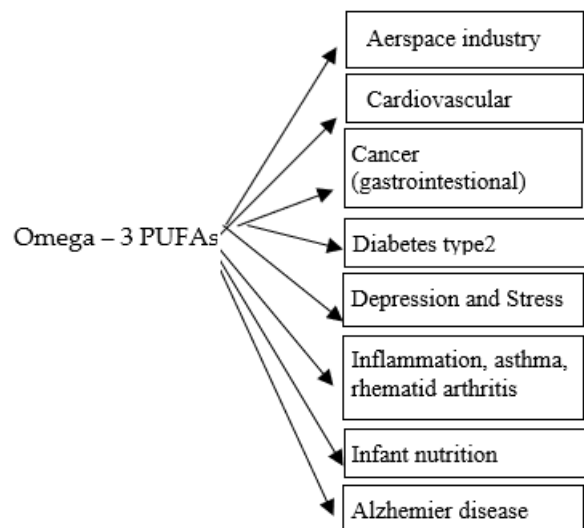 Aerspace industry
Cardiovascular
Cancer
(gastrointestional)
Omega – 3 PUFAs
Diabetes type2
Depression and Stress
Inflammation, asthma,
rhematid arthritis
Infant nutrition
Alzhemier disease